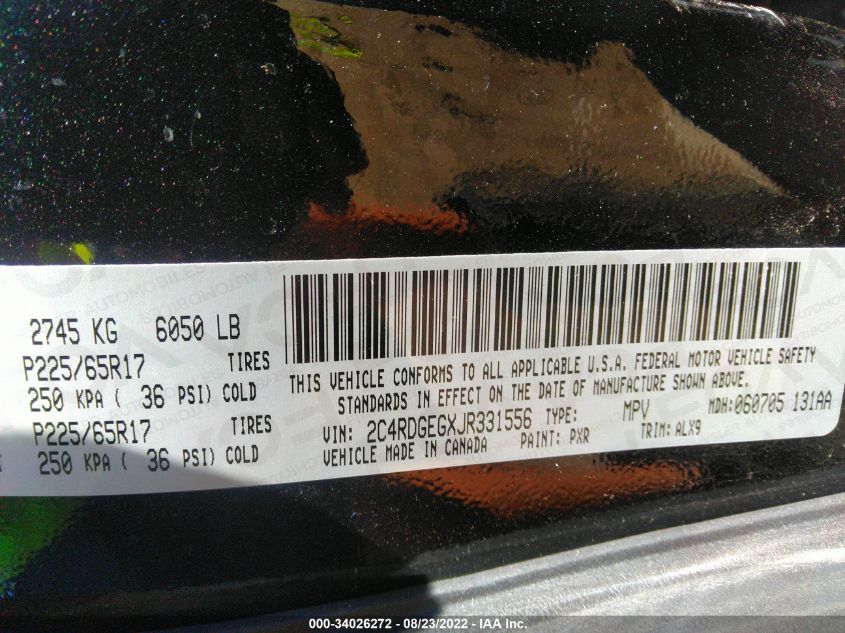 2745 KG 6050 LB
P225/65R17 TIRES
250 KPA ( 36 PSI) COLD
P225/65R17 TIRES
250 KPA ( 36 PSI) COLD
THIS VEHICLE CONFORMS TO ALL APPLICABLE U.S.A. FEDERAL MOTOR VEHICLE SAFETY
STANDARDS IN EFFECT ON THE DATE OF MANUFACTURE SHOWN ABOVE.
VIN: 2C4RDGEGXJR331556 TYPE: MPV MDH:060705 131AA
VEHICLE MADE IN CANADA PAINT: PXR TRIM: ALX9
000-34026272 - 08/23/2022 - IAA Inc.